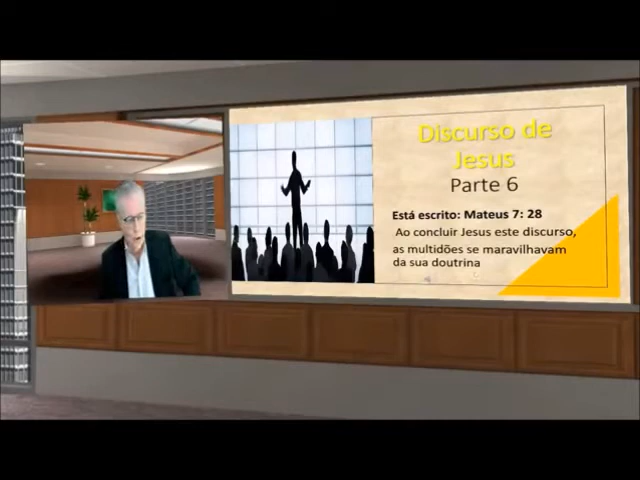 Discurso de
Jesus
Parte 6
Está escrito: Mateus 7: 28
Ao concluir Jesus este discurso,
as multidões se maravilhavam
da sua doutrina